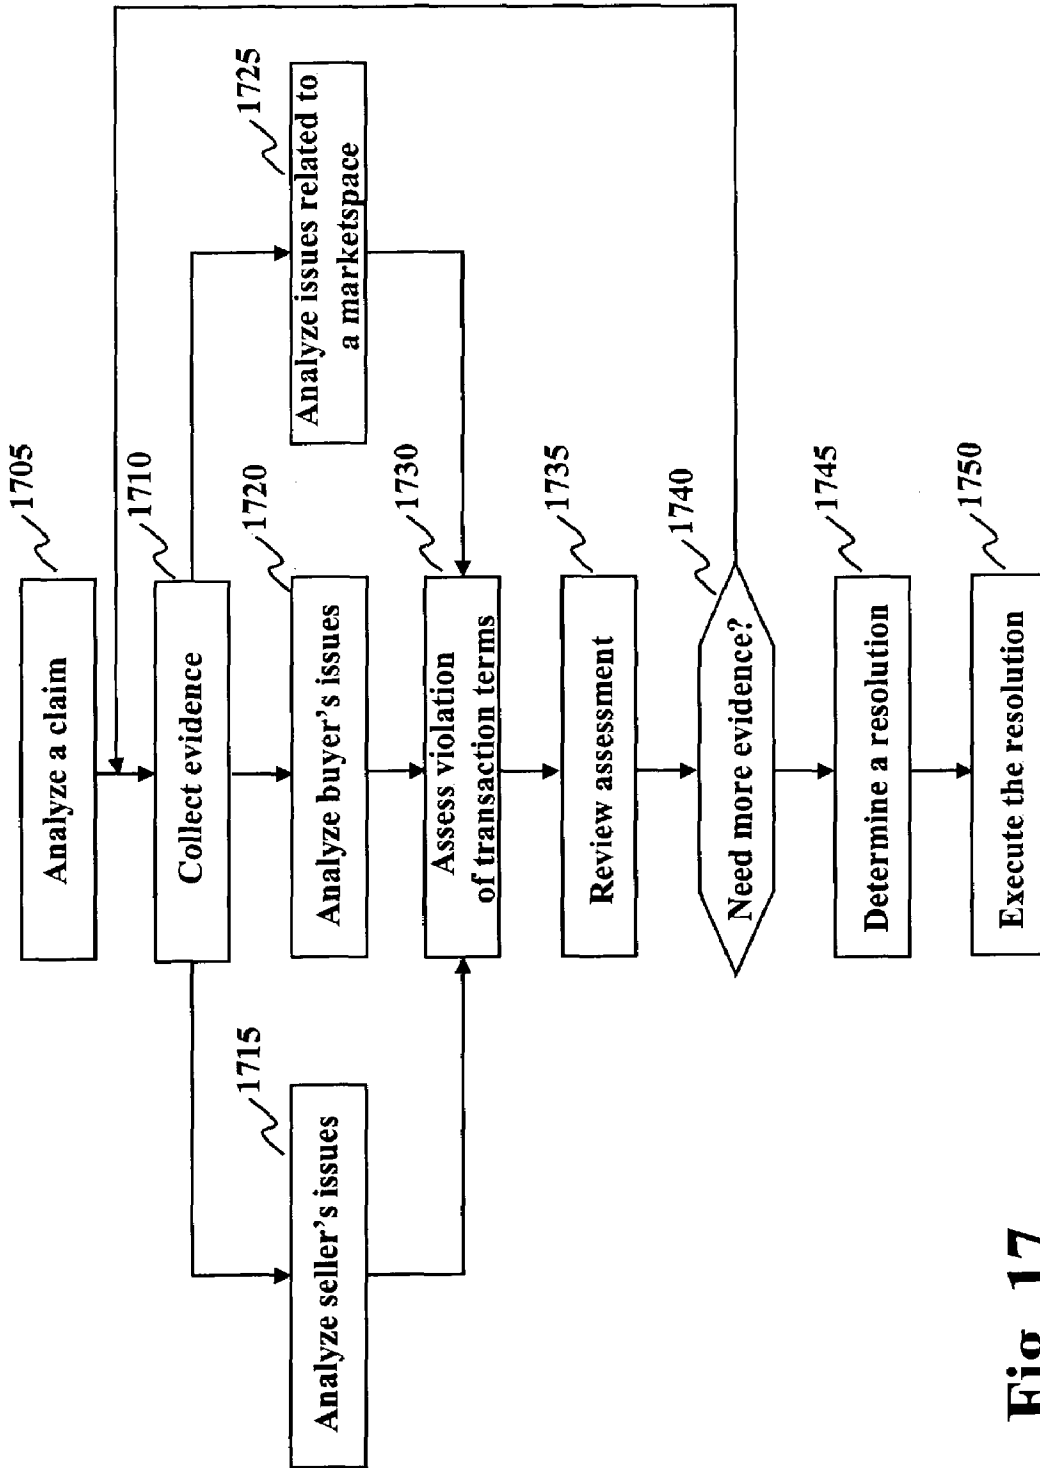 1705
Analyze a claim
1710
Collect evidence
1715
Analyze seller's issues
1720
Analyze buyer's issues
1725
Analyze issues related to
a marketspace
1730
Assess violation
of transaction terms
1735
Review assessment
1740
Need more evidence?
1745
Determine a resolution
1750
Execute the resolution
Fig. 17